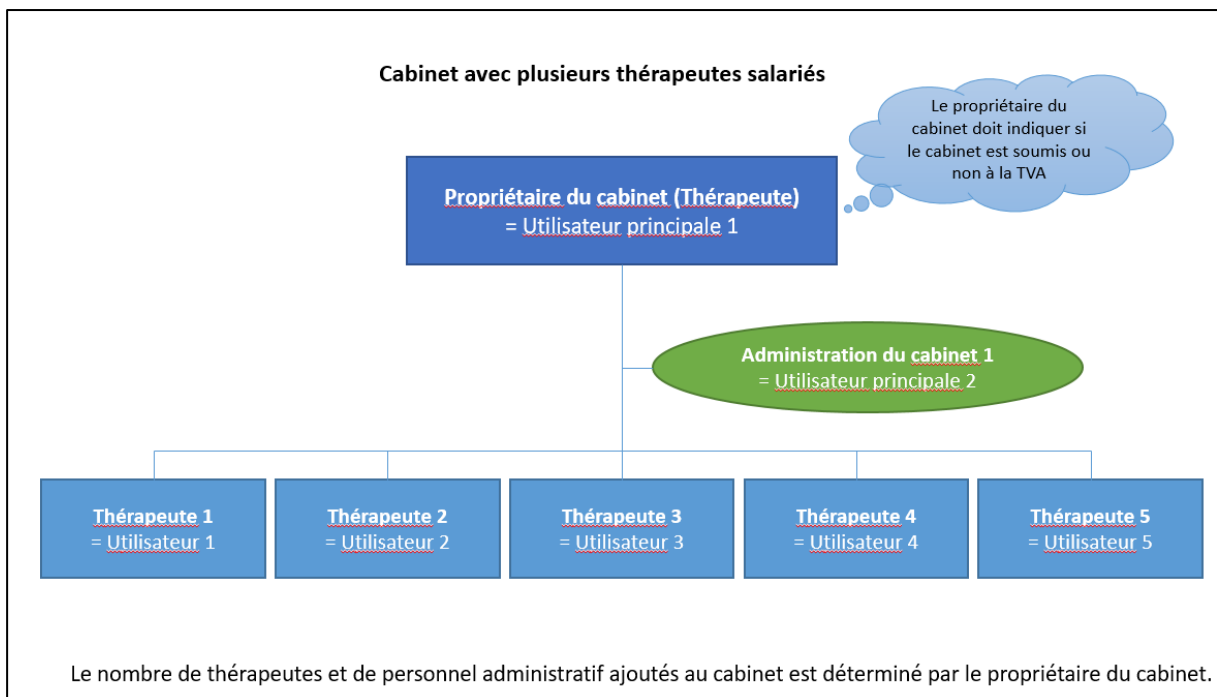 Cabinet avec plusieurs thérapeutes salariés
Le propriétaire du
cabinet doit indiquer si
le cabinet est soumis ou
non à la TVA
Propriétaire du cabinet (Thérapeute)
= Utilisateur principale 1
Administration du cabinet 1
= Utilisateur principale 2
Thérapeute 1
= Utilisateur 1
Thérapeute 2
= Utilisateur 2
Thérapeute 3
= Utilisateur 3
Thérapeute 4
= Utilisateur 4
Thérapeute 5
= Utilisateur 5
Le nombre de thérapeutes et de personnel administratif ajoutés au cabinet est déterminé par le propriétaire du cabinet.